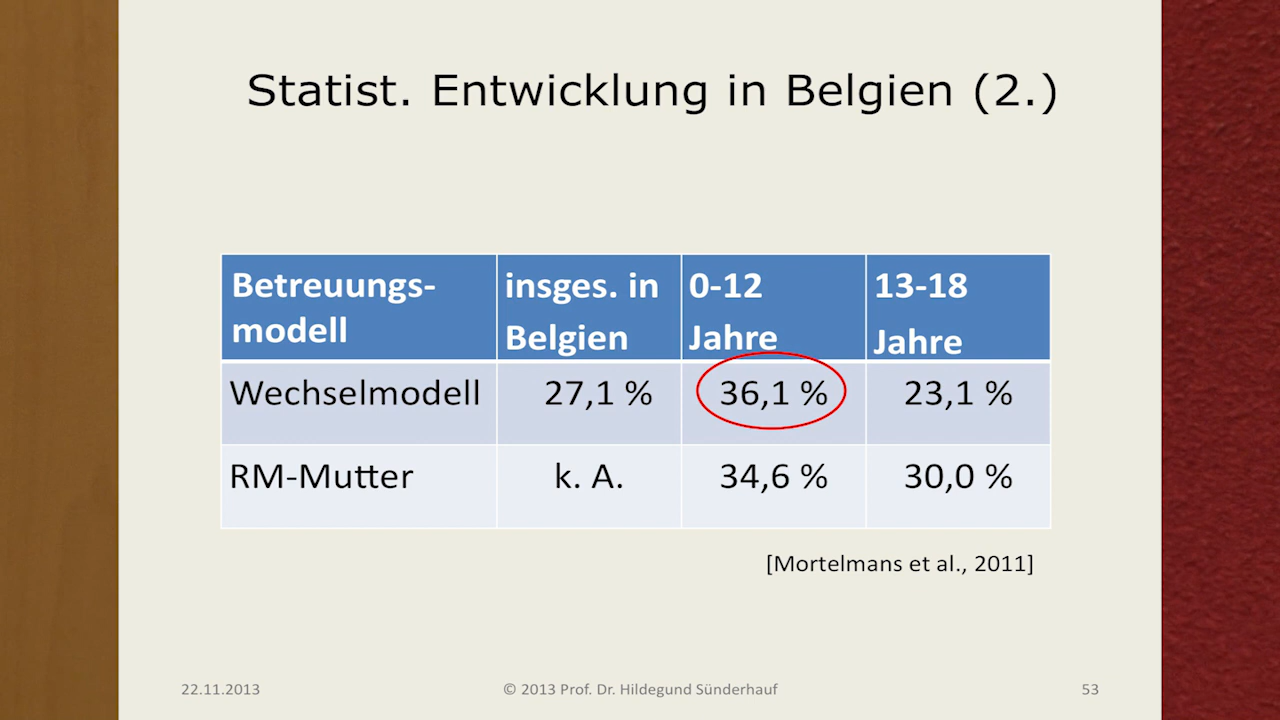 Statist. Entwicklung in Belgien (2.)
Betreuungs- insges. in 0-12 13-18
modell Belgien Jahre Jahre
Wechselmodell 27,1 % 36,1 % 23,1 %
RM-Mutter k. A. 34,6 % 30,0 %
[Mortelmans et al., 2011]
22.11.2013 © 2013 Prof. Dr. Hildegund Sünderhauf 53